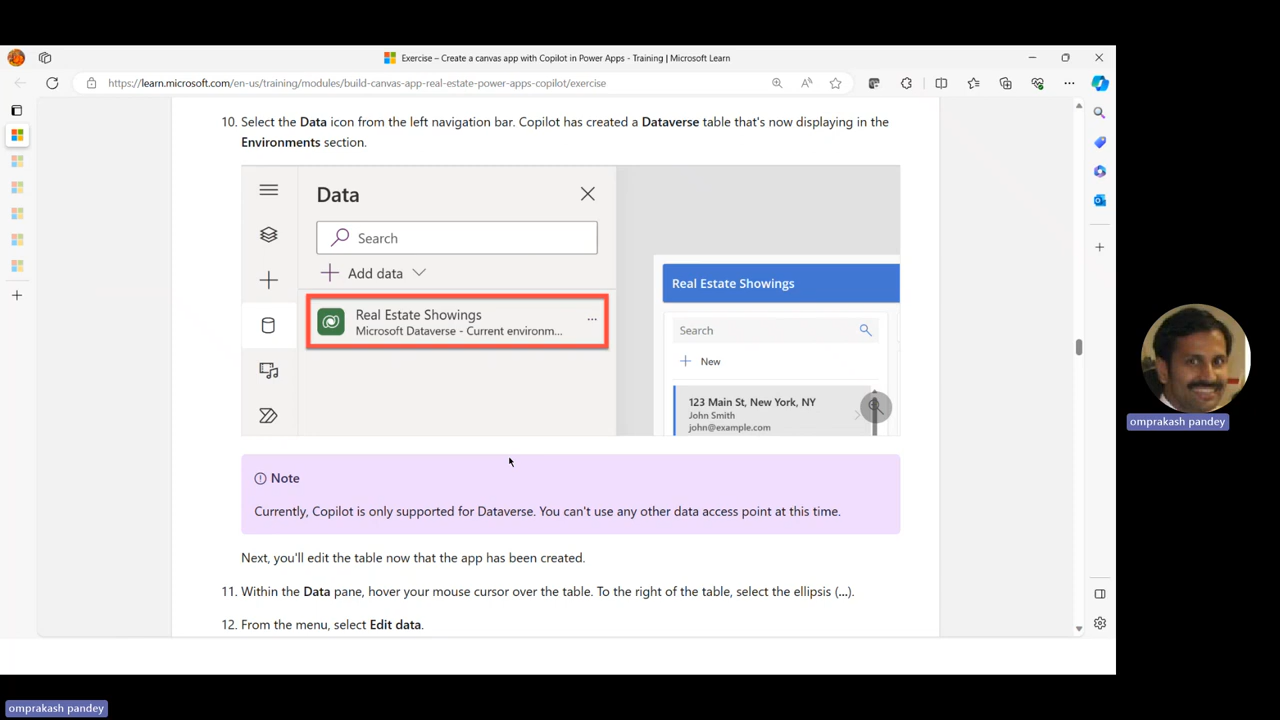 Exercise – Create a canvas app with Copilot in Power Apps - Training | Microsoft Learn
https://learn.microsoft.com/en-us/training/modules/build-canvas-app-real-estate-power-apps-copilot/exercise
10. Select the Data icon from the left navigation bar. Copilot has created a Dataverse table that's now displaying in the
Environments section.
Data
Search
Add data
Real Estate Showings
Microsoft Dataverse - Current environm...
...
Real Estate Showings
Search
New
123 Main St, New York, NY
John Smith
john@example.com
Note
Currently, Copilot is only supported for Dataverse. You can't use any other data access point at this time.
Next, you'll edit the table now that the app has been created.
11. Within the Data pane, hover your mouse cursor over the table. To the right of the table, select the ellipsis (...).
12. From the menu, select Edit data.
omprakash pandey
omprakash pandey